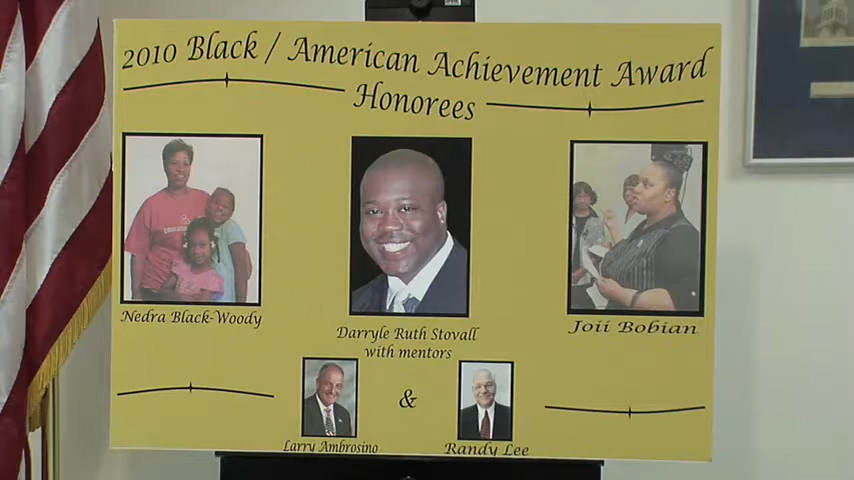 2010 Black / American Achievement Award
Honorees
Nedra Black-Woody
Darryle Ruth Stovall
with mentors
Joii Bobian
&
Larry Ambrosino
Randy Lee